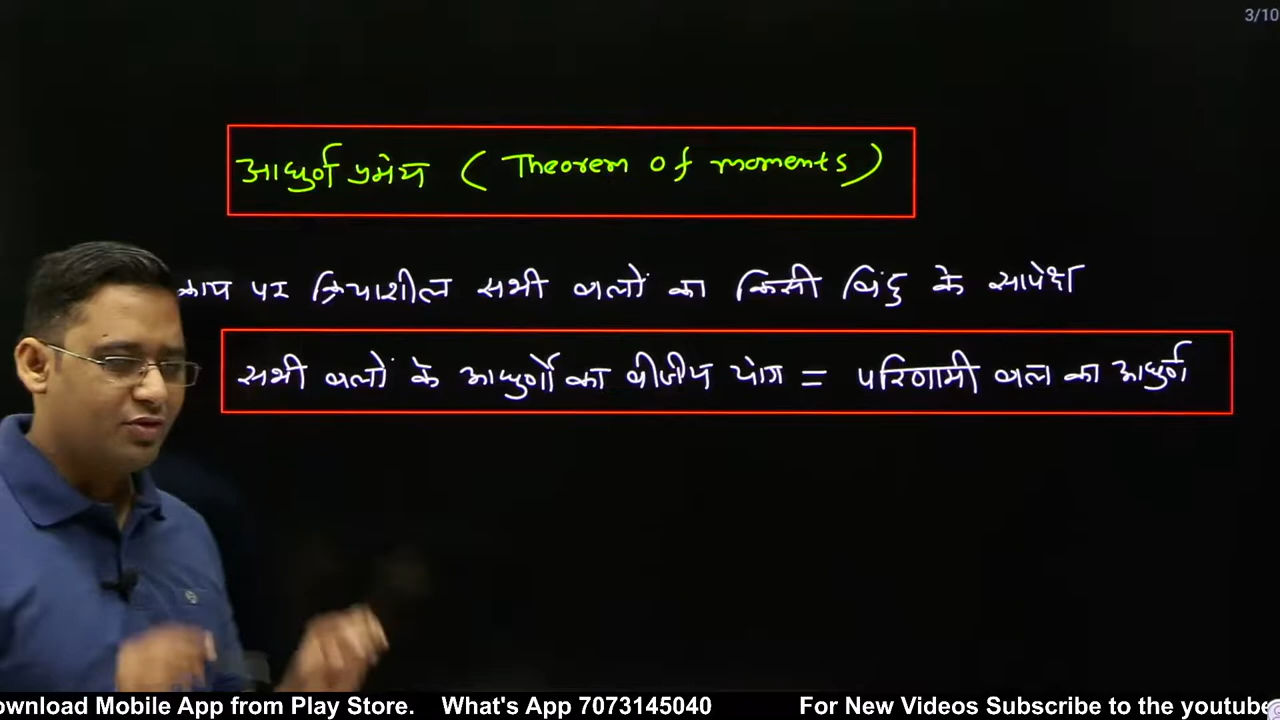 3/10
आघुर्ण प्रमेय ( Theorem of moments )
काय पर क्रियाशील सभी बलों का किसी बिंदु के सापेक्ष
सभी बलों के आघुर्णों का बीजीय योग = परिणामी बल का आघुर्ण
ownload Mobile App from Play Store. What's App 7073145040 For New Videos Subscribe to the youtube